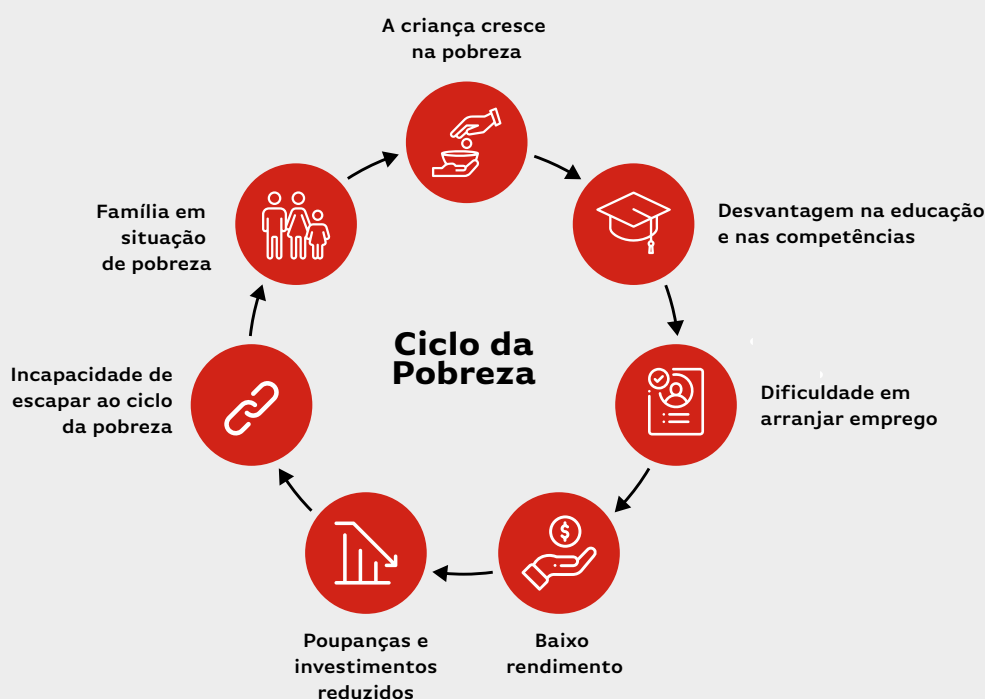 A criança cresce
na pobreza
Desvantagem na educação
e nas competências
Dificuldade em
arranjar emprego
Baixo
rendimento
Poupanças e
investimentos
reduzidos
Incapacidade de
escapar ao ciclo
da pobreza
Família em
situação
de pobreza
Ciclo da
Pobreza
$